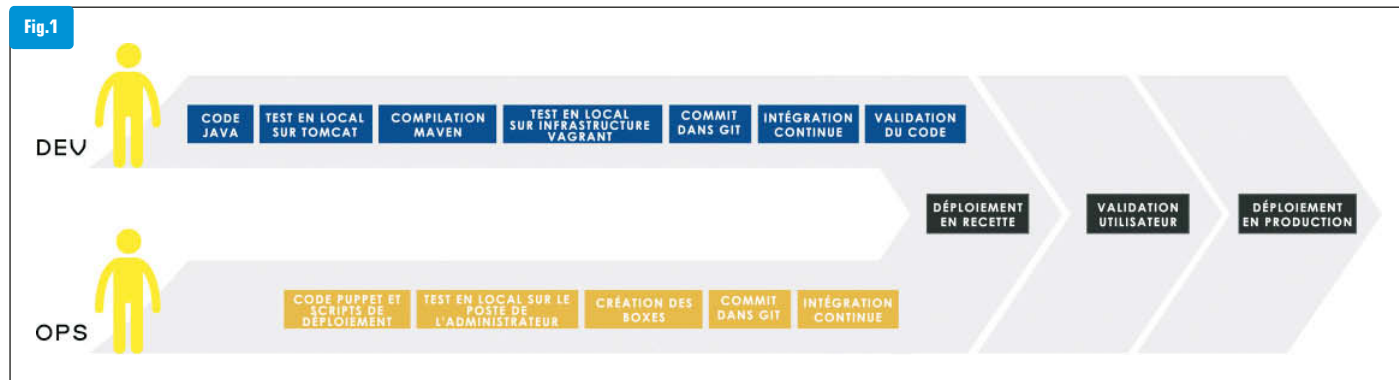 Fig.1
DEV
CODE
JAVA
TEST EN LOCAL
SUR TOMCAT
COMPILATION
MAVEN
TEST EN LOCAL
SUR INFRASTRUCTURE
VAGRANT
COMMIT
DANS GIT
INTÉGRATION
CONTINUE
VALIDATION
DU CODE
DÉPLOIEMENT
EN RECETTE
VALIDATION
UTILISATEUR
DÉPLOIEMENT
EN PRODUCTION
OPS
CODE PUPPET ET
SCRIPTS DE
DÉPLOIEMENT
TEST EN LOCAL SUR LE
POSTE DE
L'ADMINISTRATEUR
CRÉATION DES
BOXES
COMMIT
DANS GIT
INTÉGRATION
CONTINUE